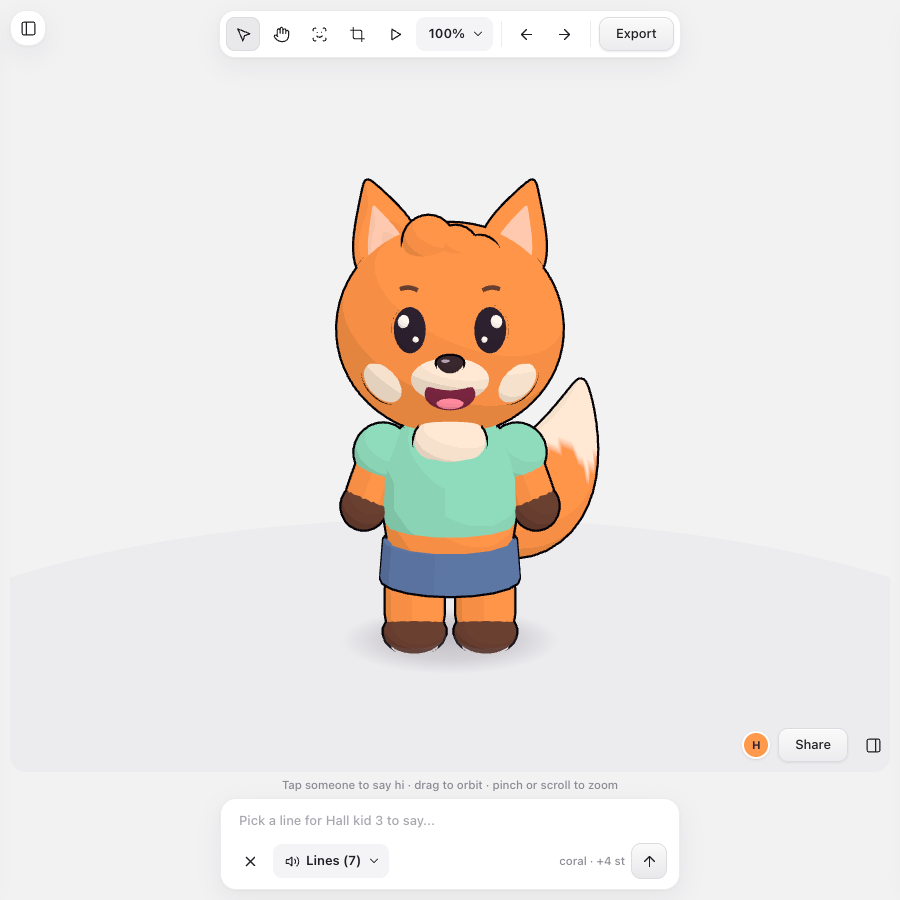 100%
Export
H
Share
Tap someone to say hi · drag to orbit · pinch or scroll to zoom
Pick a line for Hall kid 3 to say...
Lines (7)
coral · +4 st